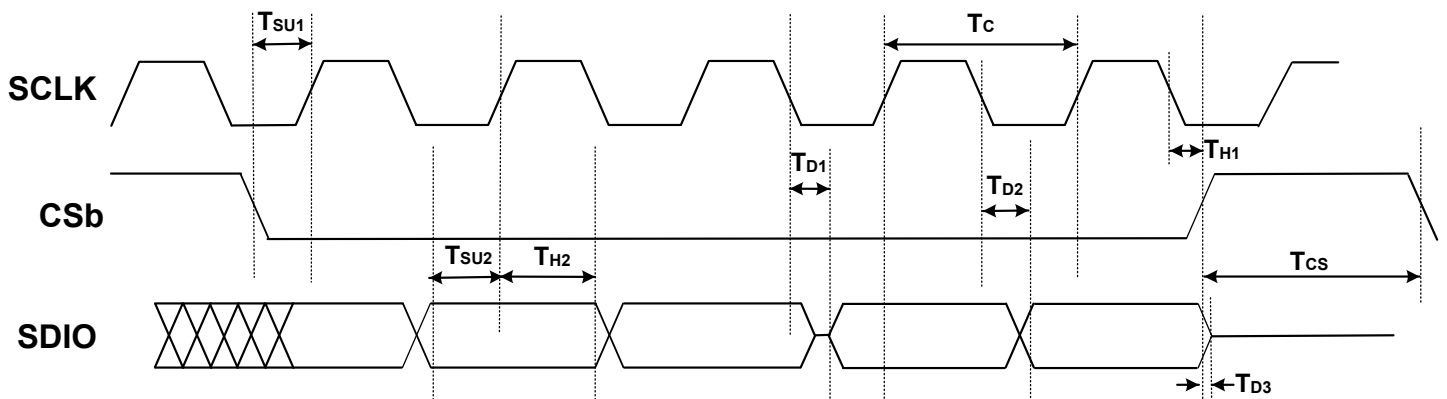 TSU1
TC
SCLK
TD1
TH1
TD2
CSb
TSU2
TH2
TCS
SDIO
TD3